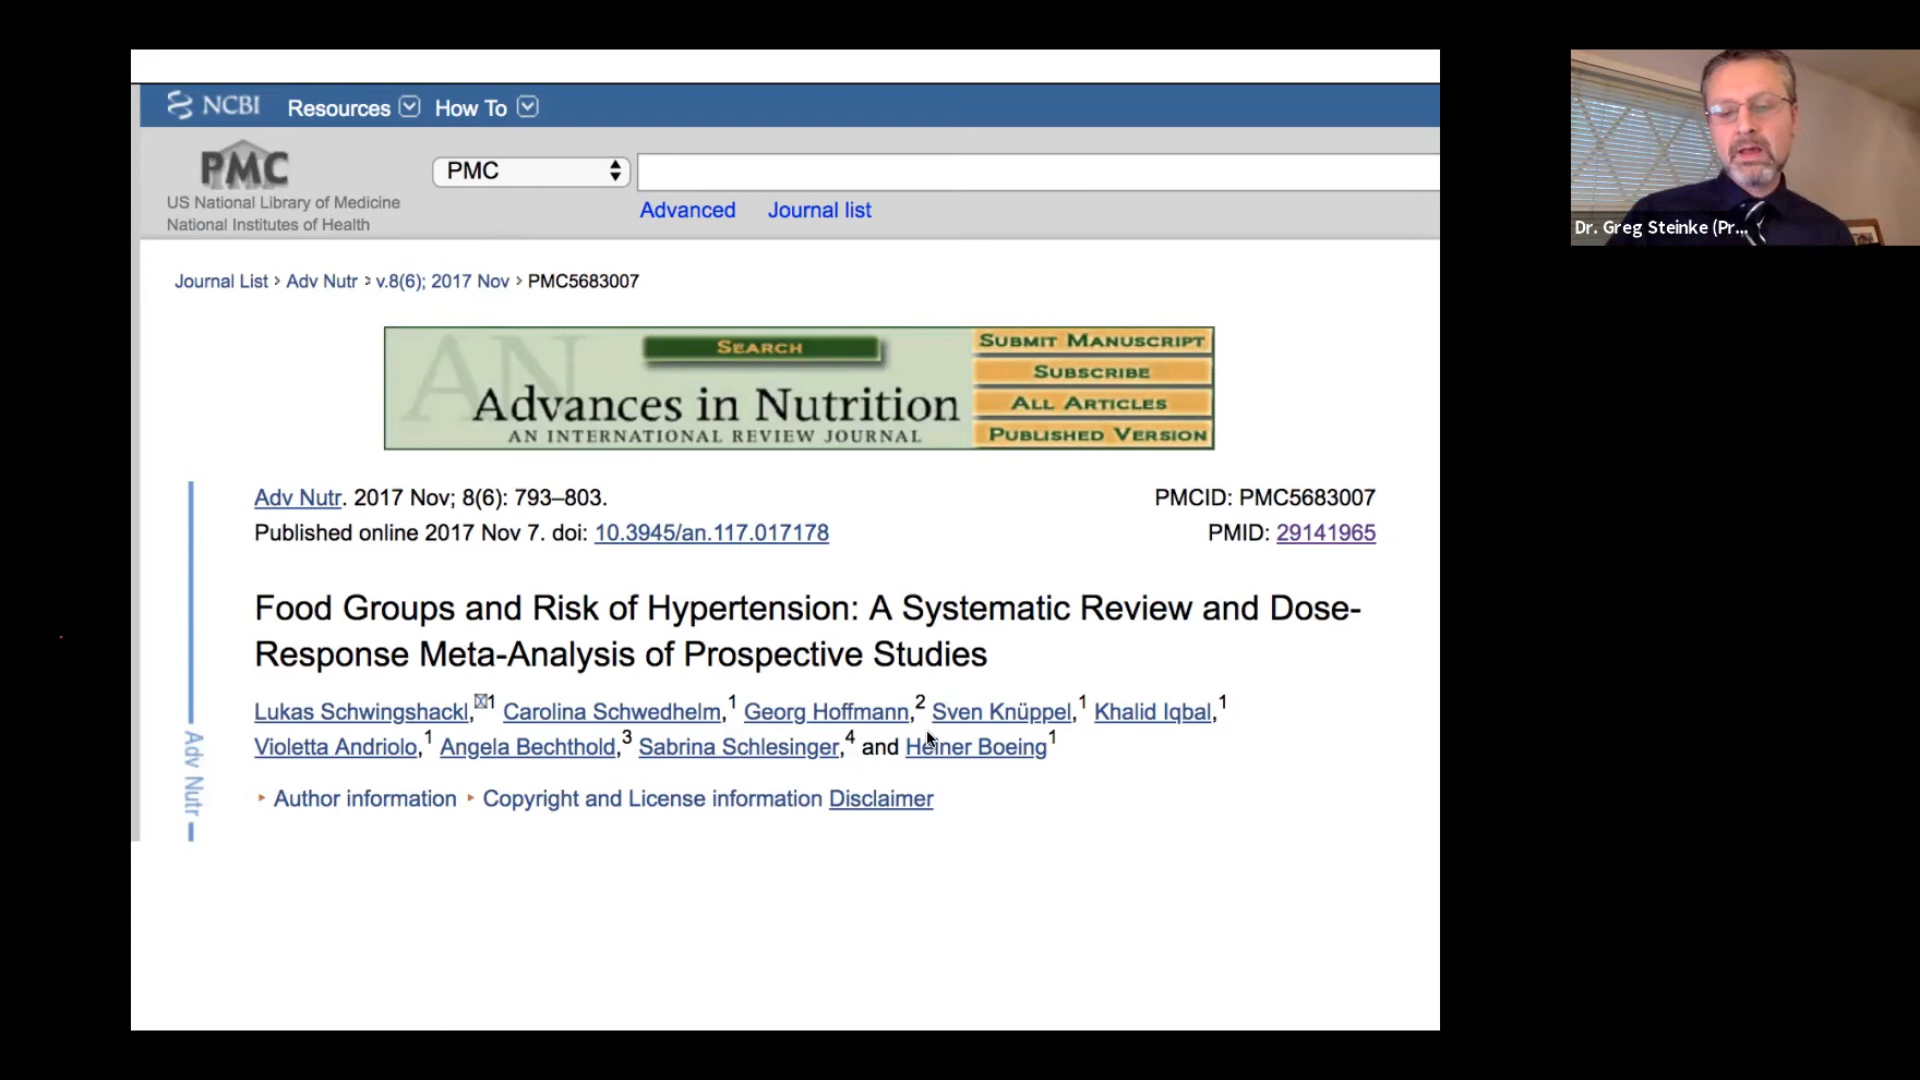 NCBI Resources How To
PMC
US National Library of Medicine
National Institutes of Health
PMC
Advanced Journal list
Journal List > Adv Nutr > v.8(6); 2017 Nov > PMC5683007
AN
SEARCH
Advances in Nutrition
AN INTERNATIONAL REVIEW JOURNAL
SUBMIT MANUSCRIPT
SUBSCRIBE
ALL ARTICLES
PUBLISHED VERSION
Adv Nutr. 2017 Nov; 8(6): 793–803.
PMCID: PMC5683007
Published online 2017 Nov 7. doi: 10.3945/an.117.017178
PMID: 29141965
Food Groups and Risk of Hypertension: A Systematic Review and Dose-
Response Meta-Analysis of Prospective Studies
Lukas Schwingshackl,1 Carolina Schwedhelm,1 Georg Hoffmann,2 Sven Knüppel,1 Khalid Iqbal,1
Violetta Andriolo,1 Angela Bechthold,3 Sabrina Schlesinger,4 and Heiner Boeing1
Author information Copyright and License information Disclaimer
Adv Nutr
Dr. Greg Steinke (Pr...